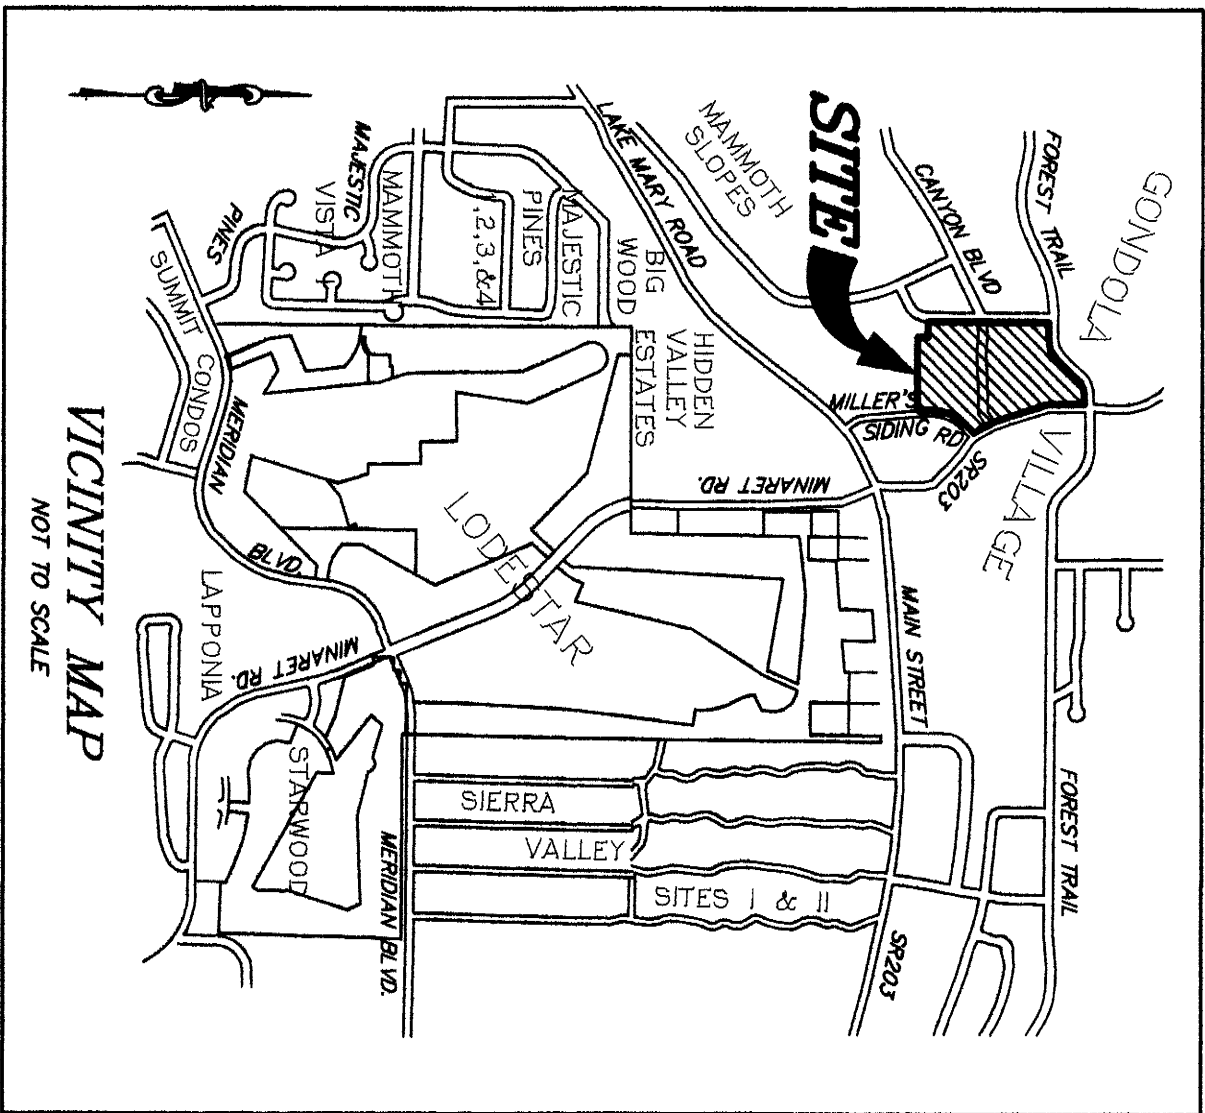 GONDOLA
VILLAGE
FOREST TRAIL
FOREST TRAIL
CANYON BLVD
SITE
MAMMOTH
SLOPES
LAKE MARY ROAD
MILLER'S
SIDING RD
SR203
MAIN STREET
SR203
MINARET RD.
HIDDEN
VALLEY
ESTATES
BIG
WOOD
MAJESTIC
PINES
1,2,3,&4
MAMMOTH
VISTA
MAJESTIC
PINES
SUMMIT
CONDOS
MERIDIAN
BLVD
LODESTAR
LAPPONIA
MINARET RD.
STARWOOD
SIERRA
VALLEY
SITES I & II
MERIDIAN BLVD.
VICINITY MAP
NOT TO SCALE